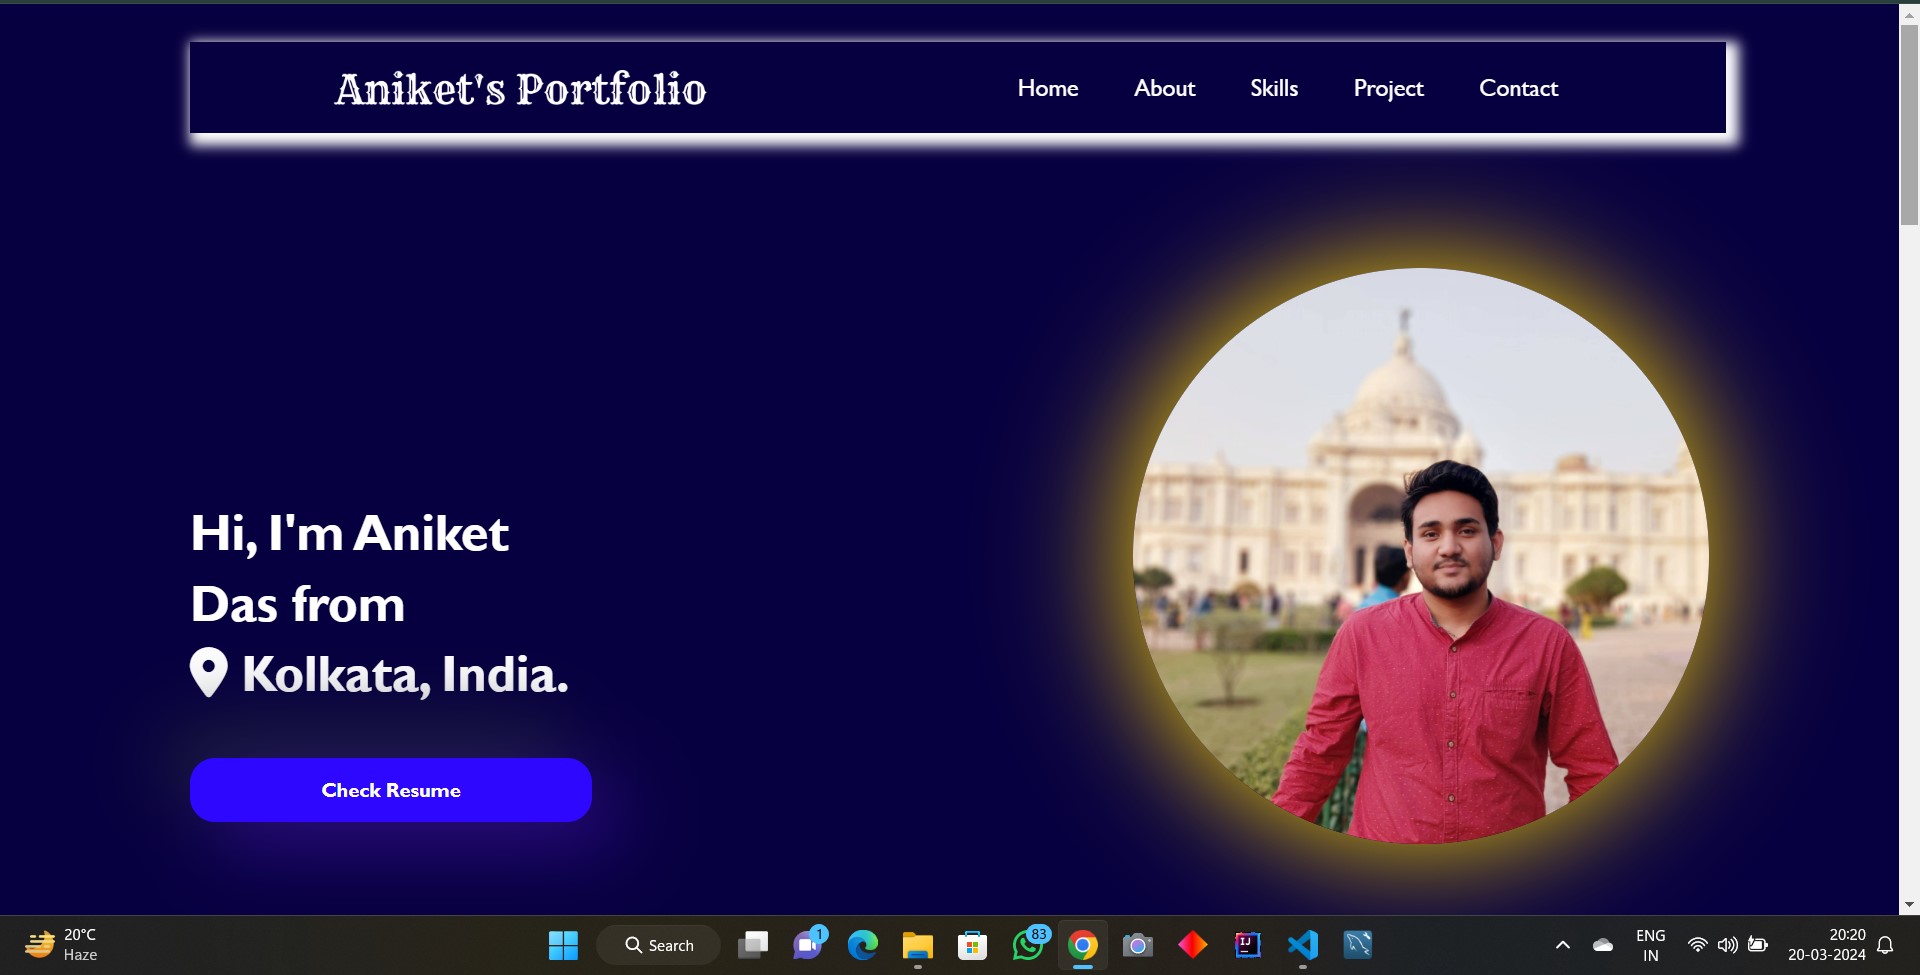 Aniket's Portfolio
Home About Skills Project Contact
Hi, I'm Aniket
Das from
Kolkata, India.
Check Resume
20°C
Haze
Search
1
83
IJ
ENG
IN
20:20
20-03-2024